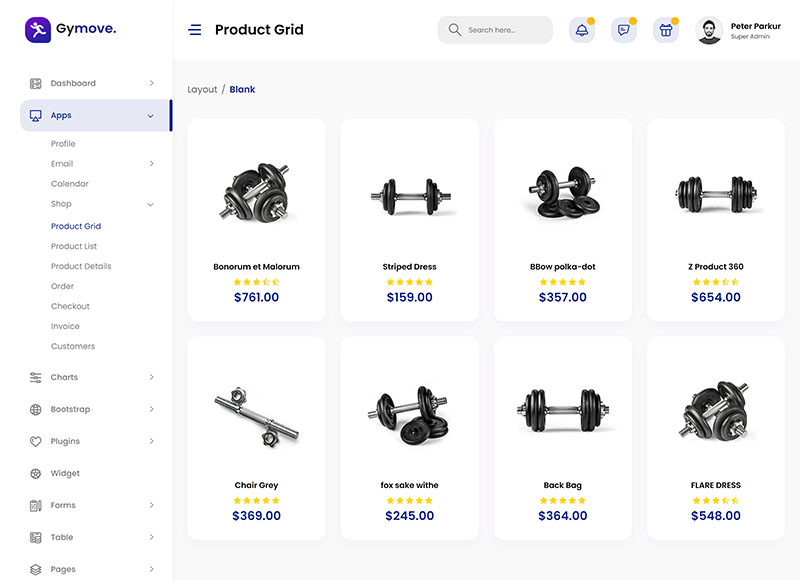 Gymove.
Product Grid
Search here..
Peter Parkur
Super Admin
Dashboard
Apps
Profile
Email
Calendar
Shop
Product Grid
Product List
Product Details
Order
Checkout
Invoice
Customers
Charts
Bootstrap
Plugins
Widget
Forms
Table
Pages
Layout / Blank
Bonorum et Malorum
$761.00
Striped Dress
$159.00
BBow polka-dot
$357.00
Z Product 360
$654.00
Chair Grey
$369.00
fox sake withe
$245.00
Back Bag
$364.00
FLARE DRESS
$548.00